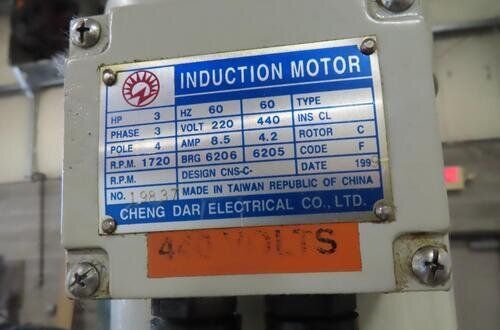 INDUCTION MOTOR
HP 3 HZ 60 60 TYPE
PHASE 3 VOLT 220 440 INS CL
POLE 4 AMP 8.5 4.2 ROTOR C
R.P.M. 1720 BRG 6206 6205 CODE F
R.P.M. DESIGN CNS-C- DATE 199
NO. 19837 MADE IN TAIWAN REPUBLIC OF CHINA
CHENG DAR ELECTRICAL CO., LTD.
440 VOLTS